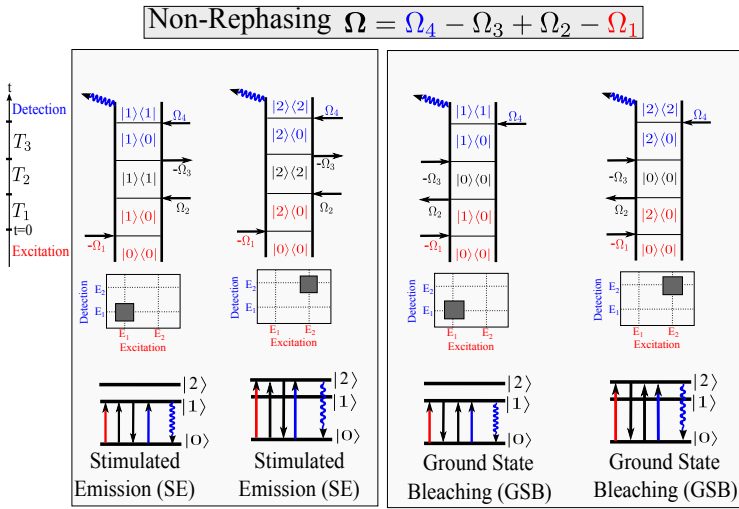 Non-Rephasing Ω = Ω₄ − Ω₃ + Ω₂ − Ω₁
t
Detection
T₃
T₂
T₁
t=0
Excitation
|1⟩⟨1|
Ω₄
|1⟩⟨0|
-Ω₃
|1⟩⟨1|
Ω₂
|1⟩⟨0|
-Ω₁
|0⟩⟨0|
Detection
E₂
E₁
E₁ E₂
Excitation
|2⟩
|1⟩
|0⟩
Stimulated
Emission (SE)
|2⟩⟨2|
Ω₄
|2⟩⟨0|
-Ω₃
|2⟩⟨2|
Ω₂
|2⟩⟨0|
-Ω₁
|0⟩⟨0|
Detection
E₂
E₁
E₁ E₂
Excitation
|2⟩
|1⟩
|0⟩
Stimulated
Emission (SE)
|1⟩⟨1|
Ω₄
|1⟩⟨0|
-Ω₃
|0⟩⟨0|
Ω₂
|1⟩⟨0|
-Ω₁
|0⟩⟨0|
Detection
E₂
E₁
E₁ E₂
Excitation
|2⟩
|1⟩
|0⟩
Ground State
Bleaching (GSB)
|2⟩⟨2|
Ω₄
|2⟩⟨0|
-Ω₃
|0⟩⟨0|
Ω₂
|2⟩⟨0|
-Ω₁
|0⟩⟨0|
Detection
E₂
E₁
E₁ E₂
Excitation
|2⟩
|1⟩
|0⟩
Ground State
Bleaching (GSB)